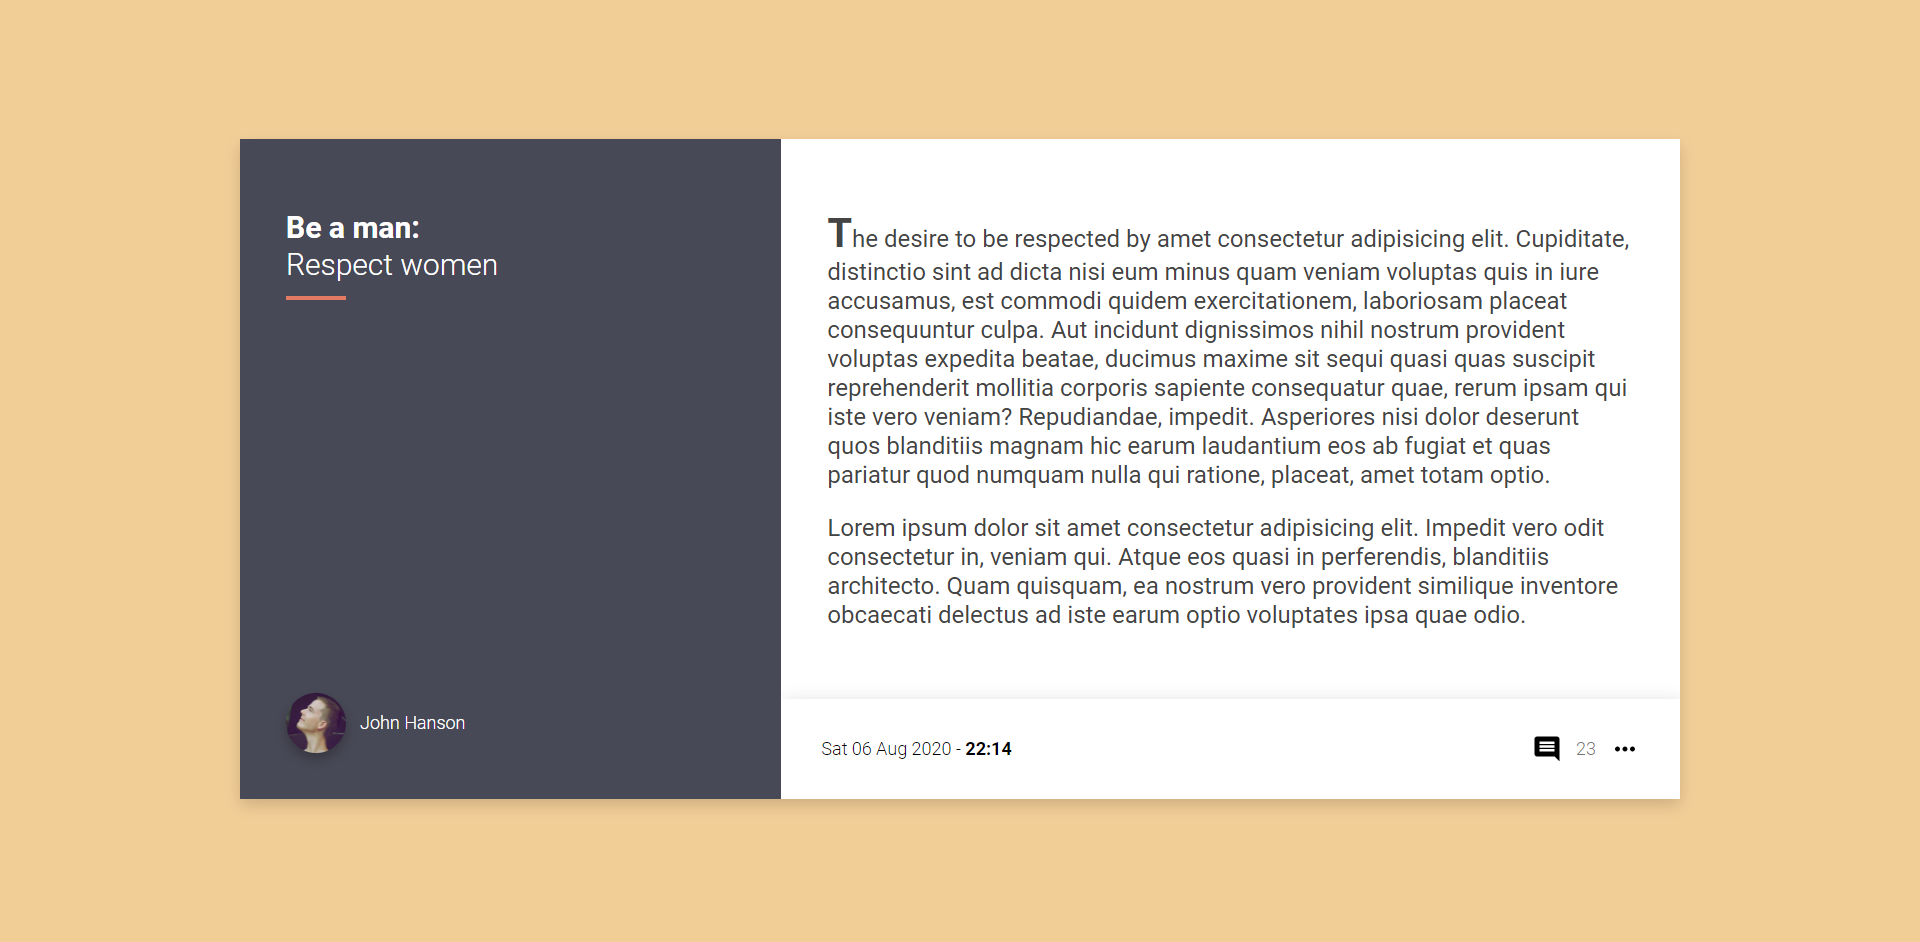 Be a man:
Respect women
The desire to be respected by amet consectetur adipisicing elit. Cupiditate,
distinctio sint ad dicta nisi eum minus quam veniam voluptas quis in iure
accusamus, est commodi quidem exercitationem, laboriosam placeat
consequuntur culpa. Aut incidunt dignissimos nihil nostrum provident
voluptas expedita beatae, ducimus maxime sit sequi quasi quas suscipit
reprehenderit mollitia corporis sapiente consequatur quae, rerum ipsam qui
iste vero veniam? Repudiandae, impedit. Asperiores nisi dolor deserunt
quos blanditiis magnam hic earum laudantium eos ab fugiat et quas
pariatur quod numquam nulla qui ratione, placeat, amet totam optio.
Lorem ipsum dolor sit amet consectetur adipisicing elit. Impedit vero odit
consectetur in, veniam qui. Atque eos quasi in perferendis, blanditiis
architecto. Quam quisquam, ea nostrum vero provident similique inventore
obcaecati delectus ad iste earum optio voluptates ipsa quae odio.
John Hanson
Sat 06 Aug 2020 - 22:14
23